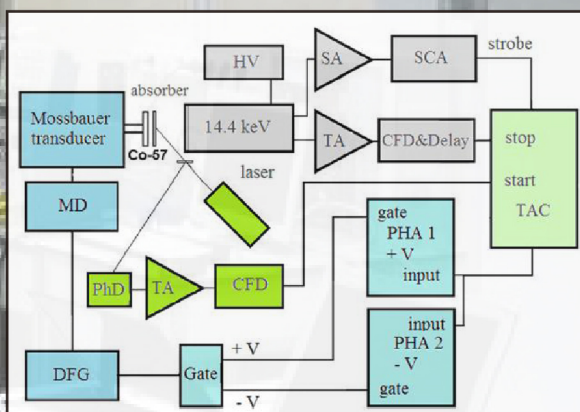 HV
SA
SCA
strobe
absorber
Mossbauer
transducer
Co-57
14.4 keV
TA
CFD&Delay
stop
laser
start
TAC
MD
gate
PHA 1
+ V
input
PhD
TA
CFD
input
PHA 2
- V
gate
DFG
Gate
+ V
- V